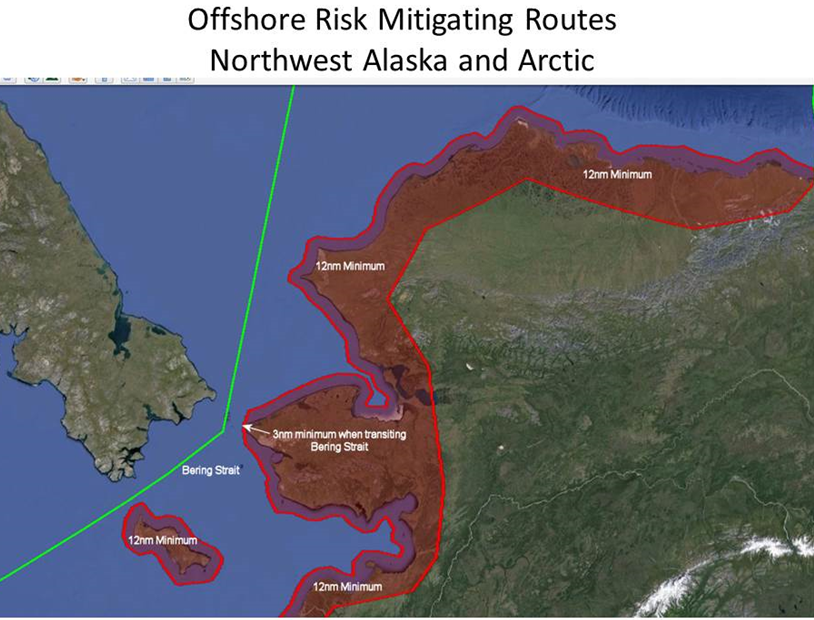 Offshore Risk Mitigating Routes
Northwest Alaska and Arctic
12nm Minimum
12nm Minimum
3nm minimum when transiting
Bering Strait
Bering Strait
12nm Minimum
12nm Minimum